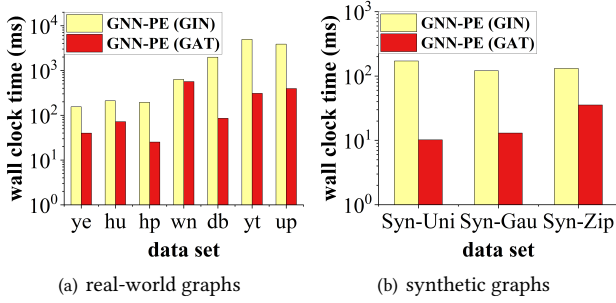 GNN-PE (GIN)
GNN-PE (GAT)
wall clock time (ms)
10^4
10^3
10^2
10^1
10^0
ye hu hp wn db yt up
data set
(a) real-world graphs
GNN-PE (GIN)
GNN-PE (GAT)
wall clock time (ms)
10^3
10^2
10^1
10^0
Syn-Uni Syn-Gau Syn-Zip
data set
(b) synthetic graphs